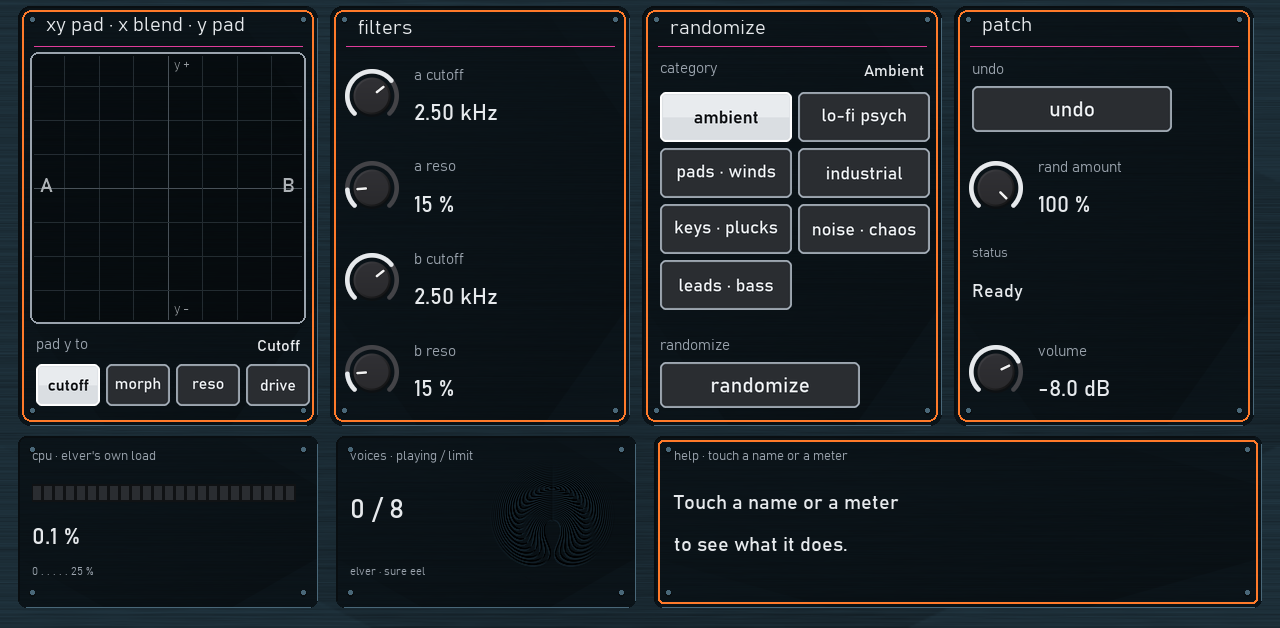 xy pad · x blend · y pad
y +
A
B
y -
pad y to
Cutoff
cutoff
morph
reso
drive
filters
a cutoff
2.50 kHz
a reso
15 %
b cutoff
2.50 kHz
b reso
15 %
randomize
category
Ambient
ambient
lo-fi psych
pads · winds
industrial
keys · plucks
noise · chaos
leads · bass
randomize
randomize
patch
undo
undo
rand amount
100 %
status
Ready
volume
-8.0 dB
cpu · elver's own load
0.1 %
0 . . . . . 25 %
voices · playing / limit
0 / 8
elver · sure eel
help · touch a name or a meter
Touch a name or a meter
to see what it does.